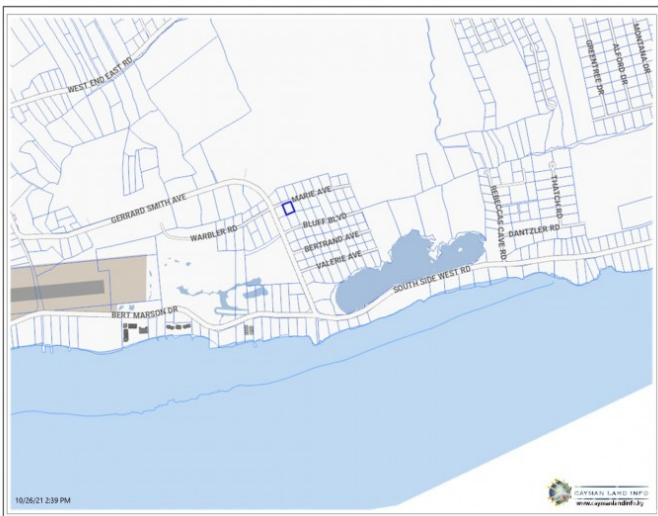 MONTANA DR
ALFORD DR
GREENTREE DR
WEST END EAST RD
MARIE AVE
GERRARD SMITH AVE
BLUFF BLVD
WARBLER RD
BERTRAND AVE
VALERIE AVE
REBECCAS CAVE RD
THATCH RD
DANTZLER RD
SOUTH SIDE WEST RD
BERT MARSON DR
10/26/21 2:39 PM
CAYMAN LAND INFO
www.caymanlandinfo.ky